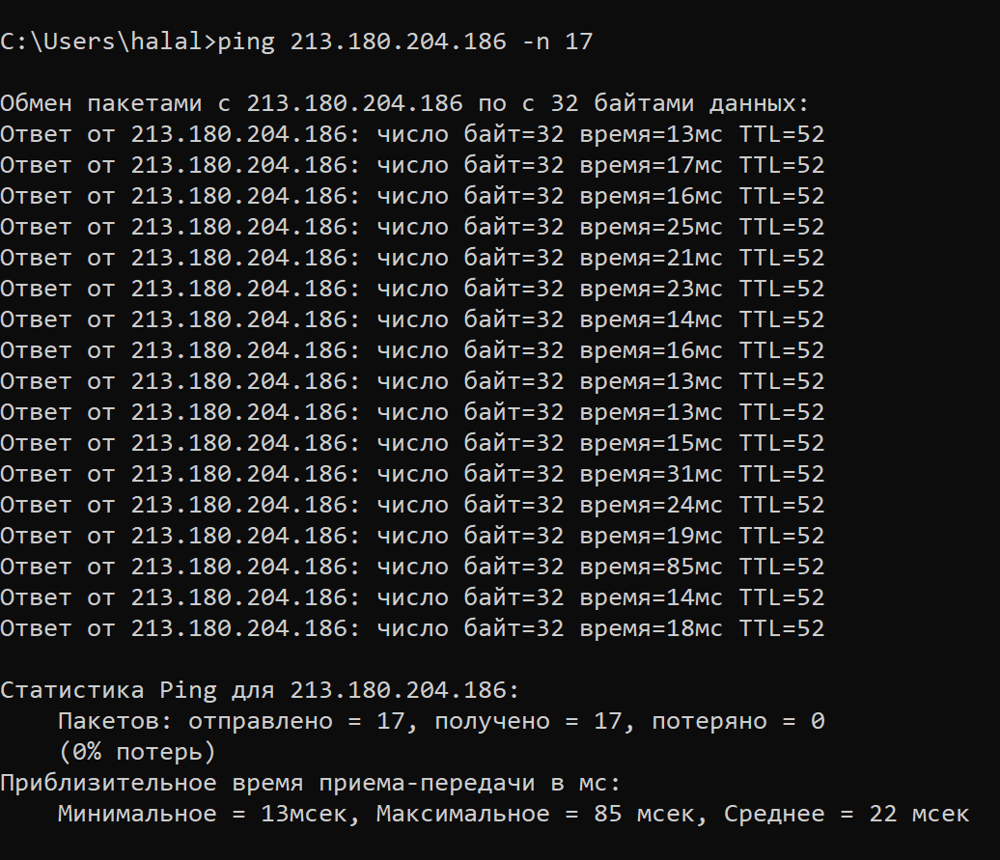 C:\Users\halal>ping 213.180.204.186 -n 17
Обмен пакетами с 213.180.204.186 по с 32 байтами данных:
Ответ от 213.180.204.186: число байт=32 время=13мс TTL=52
Ответ от 213.180.204.186: число байт=32 время=17мс TTL=52
Ответ от 213.180.204.186: число байт=32 время=16мс TTL=52
Ответ от 213.180.204.186: число байт=32 время=25мс TTL=52
Ответ от 213.180.204.186: число байт=32 время=21мс TTL=52
Ответ от 213.180.204.186: число байт=32 время=23мс TTL=52
Ответ от 213.180.204.186: число байт=32 время=14мс TTL=52
Ответ от 213.180.204.186: число байт=32 время=16мс TTL=52
Ответ от 213.180.204.186: число байт=32 время=13мс TTL=52
Ответ от 213.180.204.186: число байт=32 время=13мс TTL=52
Ответ от 213.180.204.186: число байт=32 время=15мс TTL=52
Ответ от 213.180.204.186: число байт=32 время=31мс TTL=52
Ответ от 213.180.204.186: число байт=32 время=24мс TTL=52
Ответ от 213.180.204.186: число байт=32 время=19мс TTL=52
Ответ от 213.180.204.186: число байт=32 время=85мс TTL=52
Ответ от 213.180.204.186: число байт=32 время=14мс TTL=52
Ответ от 213.180.204.186: число байт=32 время=18мс TTL=52
Статистика Ping для 213.180.204.186:
Пакетов: отправлено = 17, получено = 17, потеряно = 0
(0% потерь)
Приблизительное время приема-передачи в мс:
Минимальное = 13мсек, Максимальное = 85 мсек, Среднее = 22 мсек